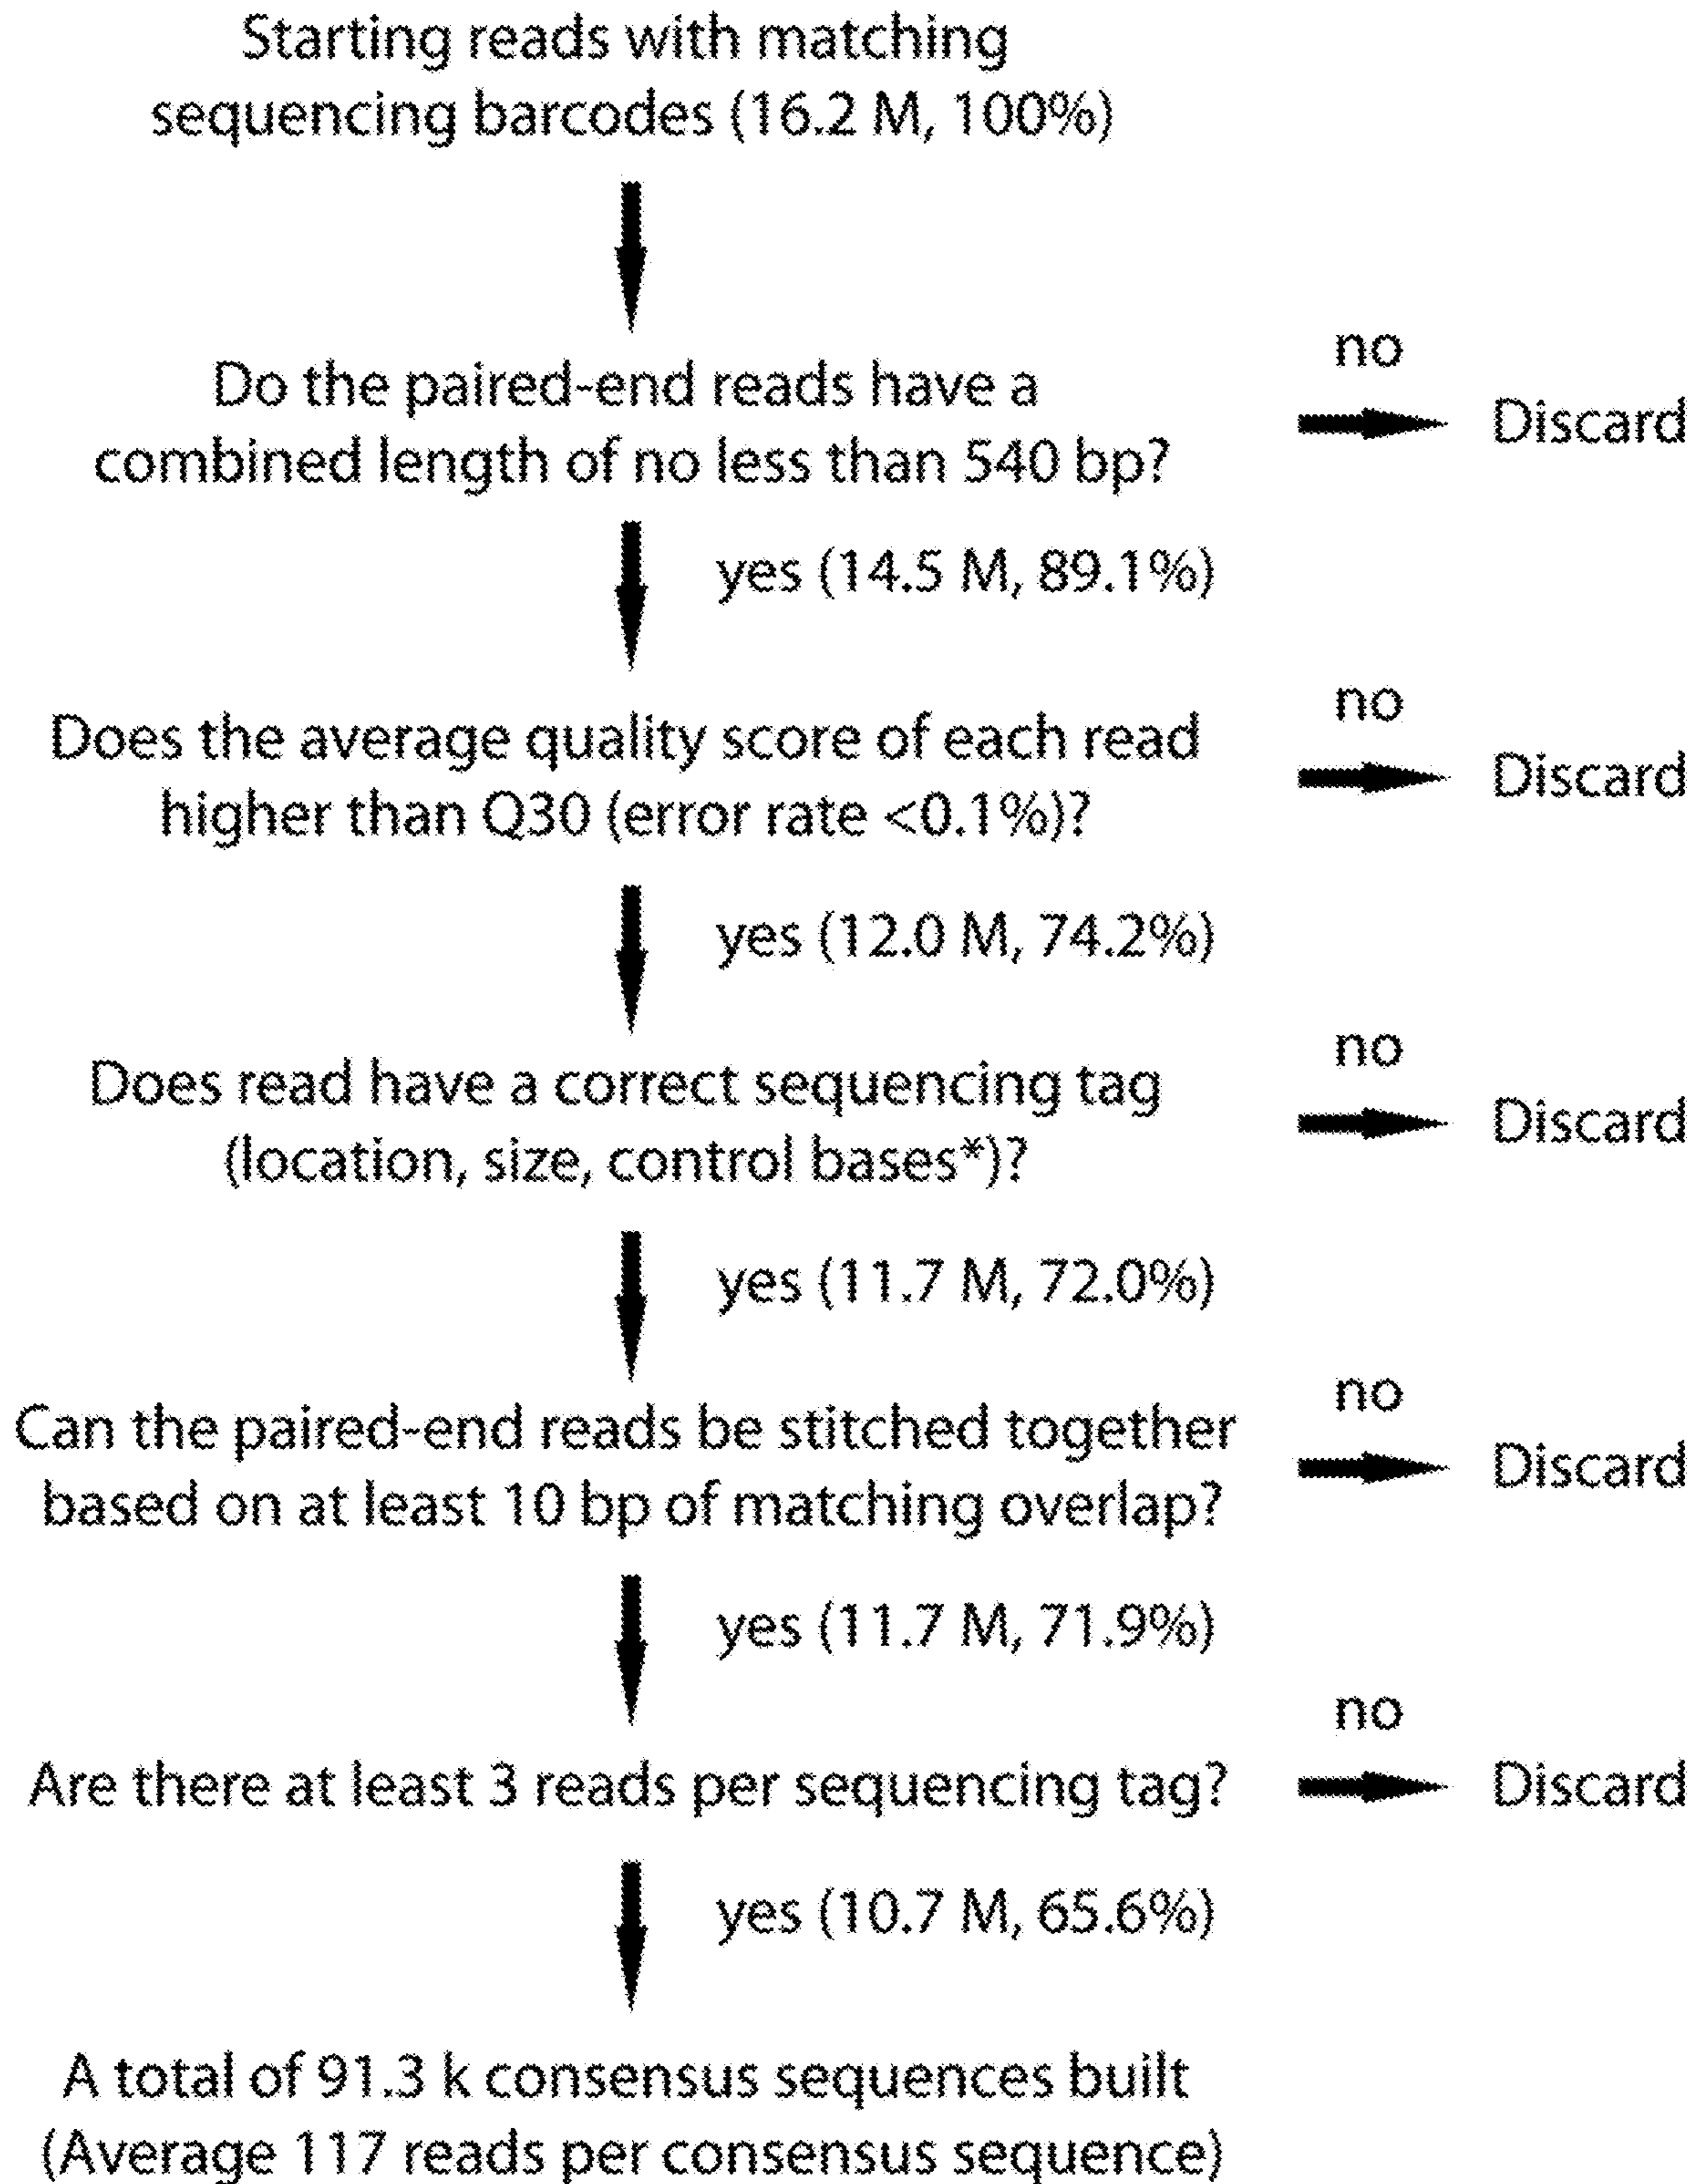 Starting reads with matching
sequencing barcodes (16.2 M, 100%)
Do the paired-end reads have a
combined length of no less than 540 bp?
no
Discard
yes (14.5 M, 89.1%)
Does the average quality score of each read
higher than Q30 (error rate <0.1%)?
no
Discard
yes (12.0 M, 74.2%)
Does read have a correct sequencing tag
(location, size, control bases*)?
no
Discard
yes (11.7 M, 72.0%)
Can the paired-end reads be stitched together
based on at least 10 bp of matching overlap?
no
Discard
yes (11.7 M, 71.9%)
Are there at least 3 reads per sequencing tag?
no
Discard
yes (10.7 M, 65.6%)
A total of 91.3 k consensus sequences built
(Average 117 reads per consensus sequence)